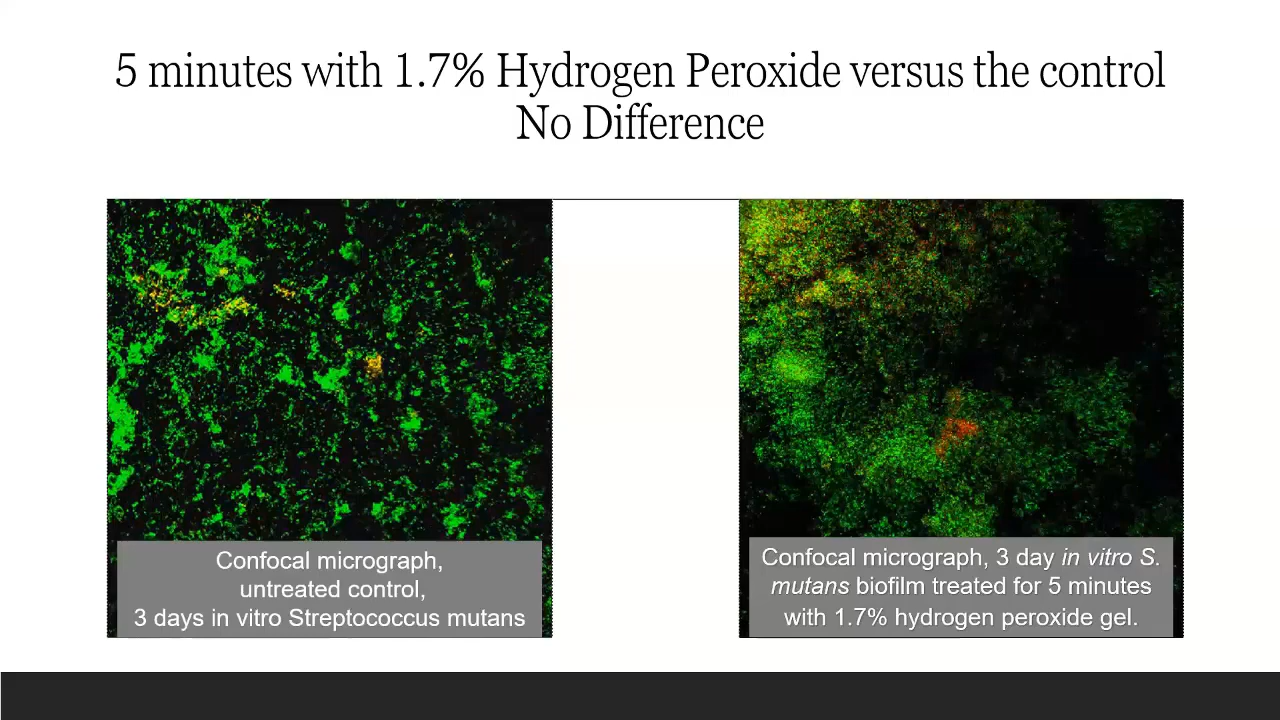 5 minutes with 1.7% Hydrogen Peroxide versus the control
No Difference
Confocal micrograph,
untreated control,
3 days in vitro Streptococcus mutans
Confocal micrograph, 3 day in vitro S.
mutans biofilm treated for 5 minutes
with 1.7% hydrogen peroxide gel.